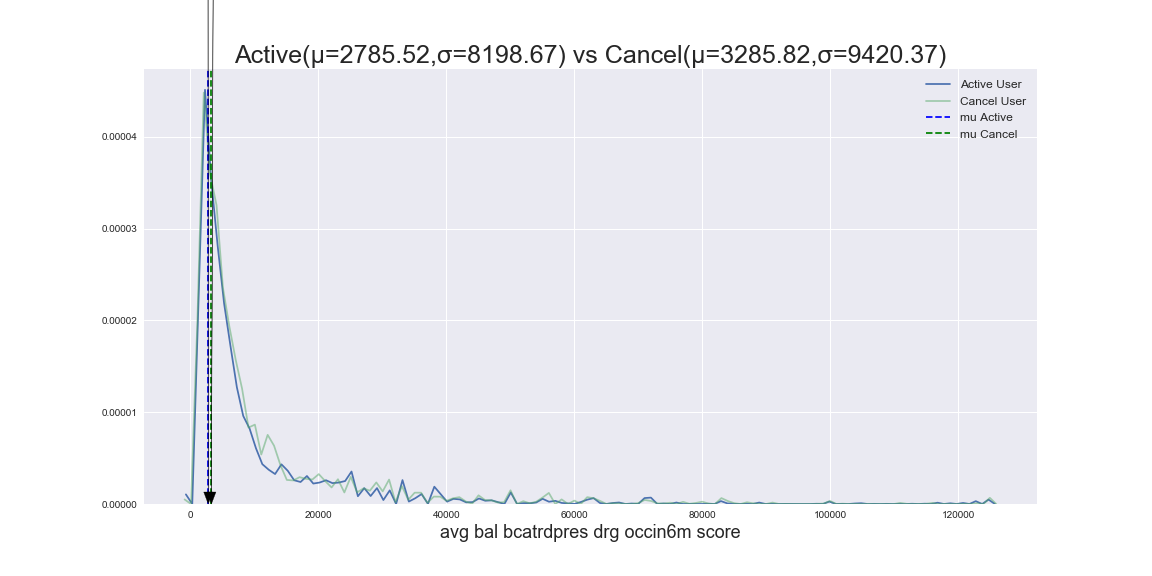 Active(μ=2785.52,σ=8198.67) vs Cancel(μ=3285.82,σ=9420.37)
Active User
Cancel User
mu Active
mu Cancel
0.00004
0.00003
0.00002
0.00001
0.00000
0 20000 40000 60000 80000 100000 120000
avg bal bcatrdpres drg occin6m score